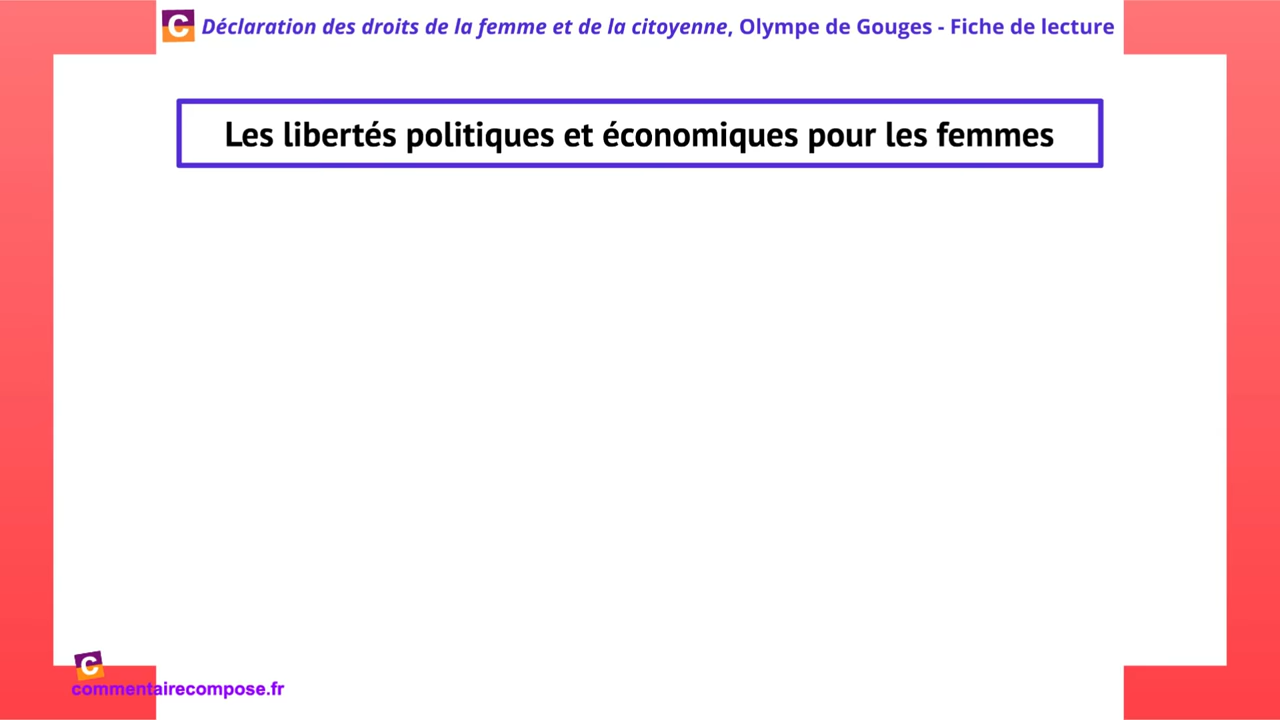 C Déclaration des droits de la femme et de la citoyenne, Olympe de Gouges - Fiche de lecture
Les libertés politiques et économiques pour les femmes
C
commentairecompose.fr